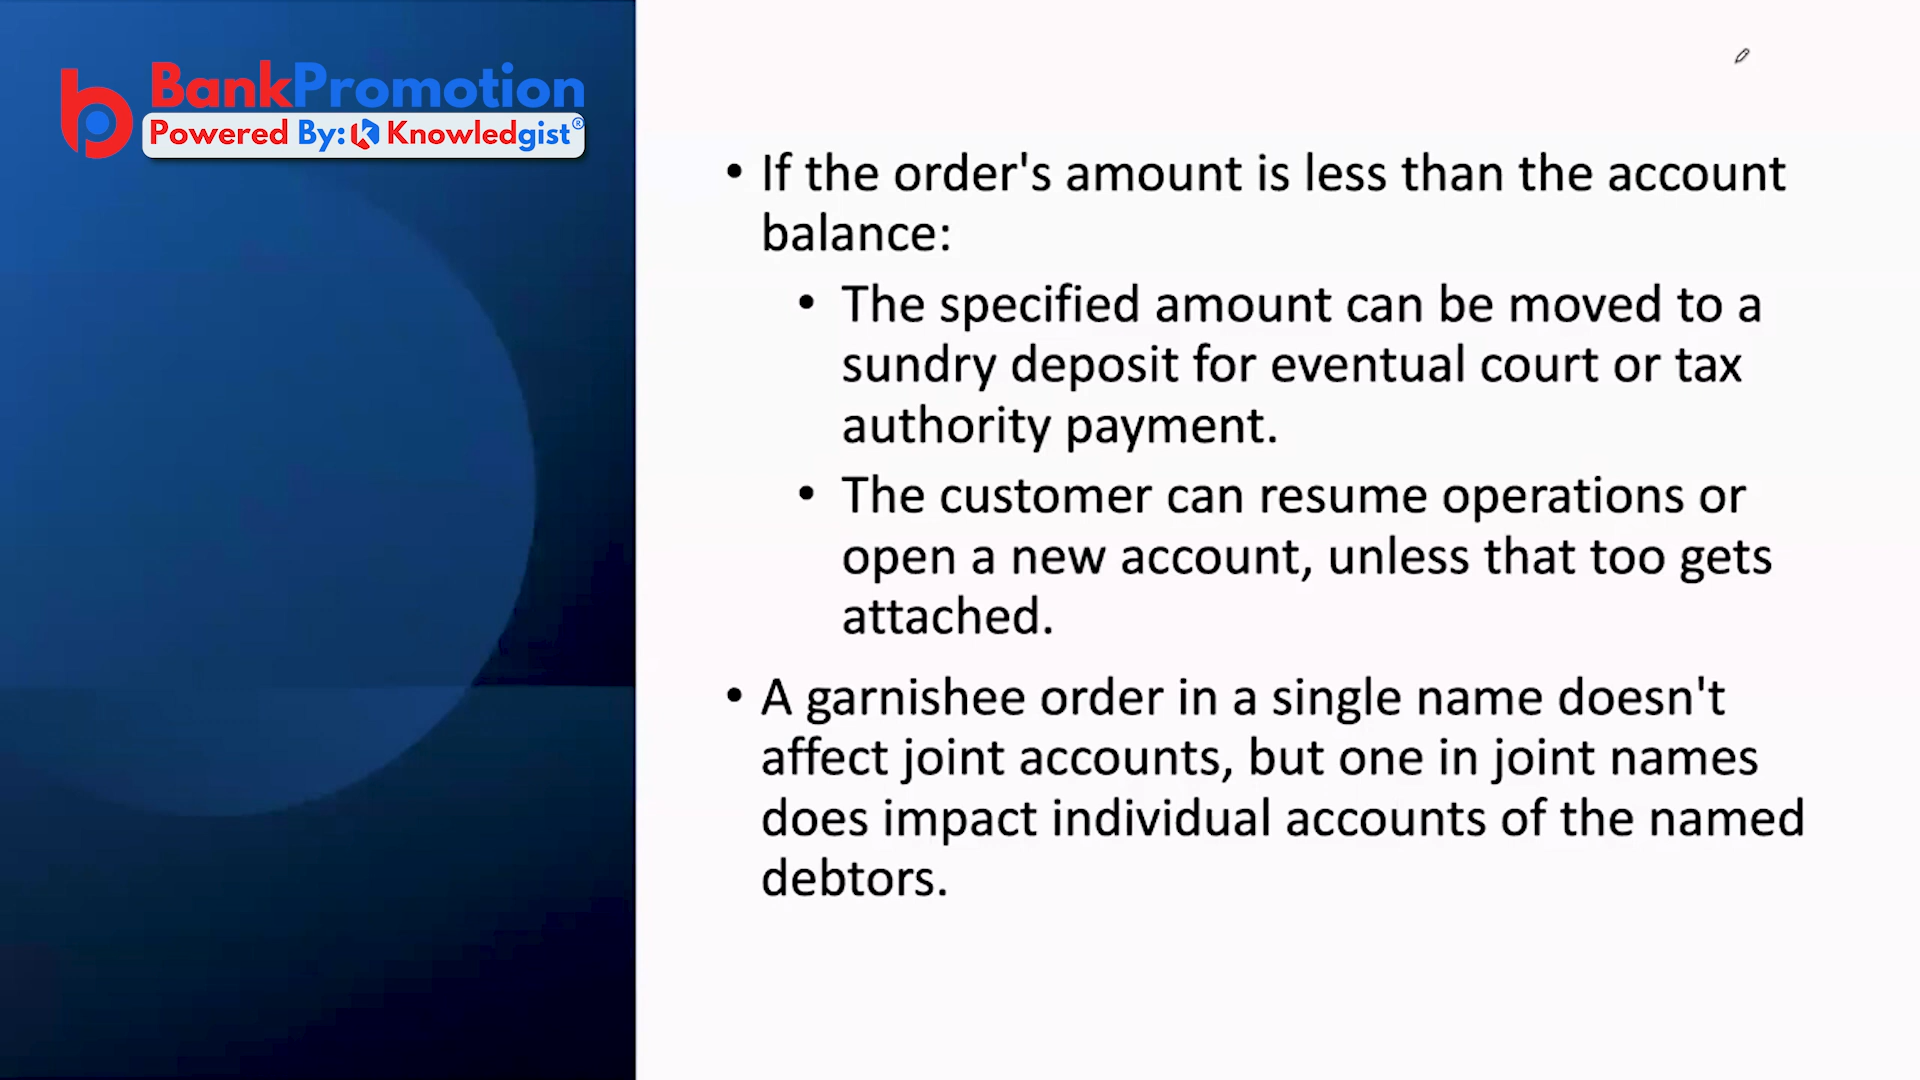 BankPromotion
Powered By: Knowledgist®
• If the order's amount is less than the account
balance:
• The specified amount can be moved to a
sundry deposit for eventual court or tax
authority payment.
• The customer can resume operations or
open a new account, unless that too gets
attached.
• A garnishee order in a single name doesn't
affect joint accounts, but one in joint names
does impact individual accounts of the named
debtors.